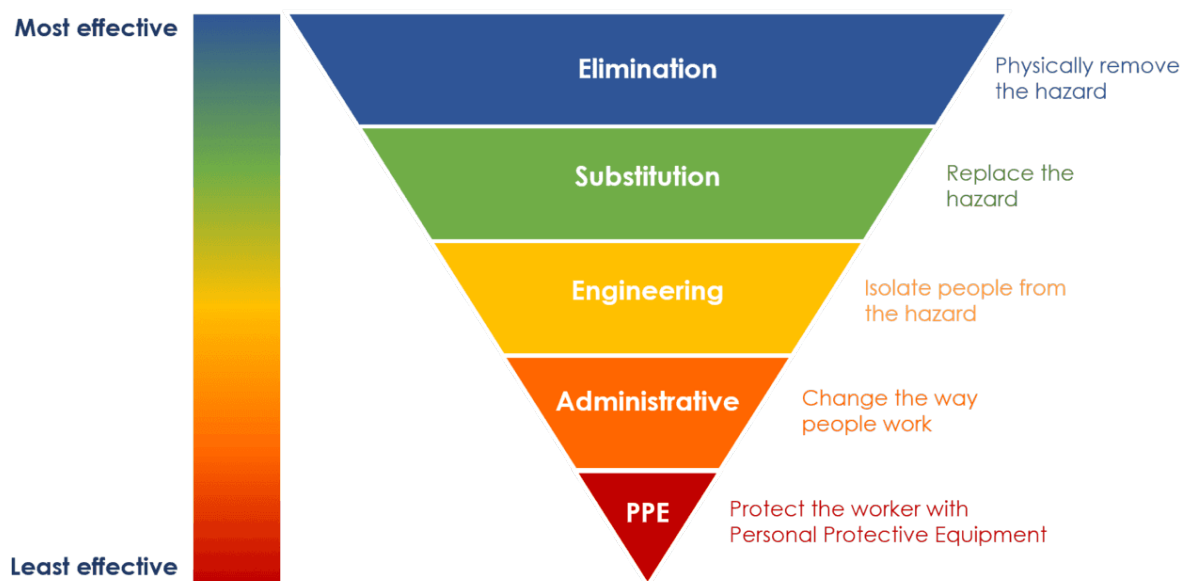 Most effective
Elimination
Physically remove
the hazard
Substitution
Replace the
hazard
Engineering
Isolate people from
the hazard
Administrative
Change the way
people work
PPE
Protect the worker with
Personal Protective Equipment
Least effective